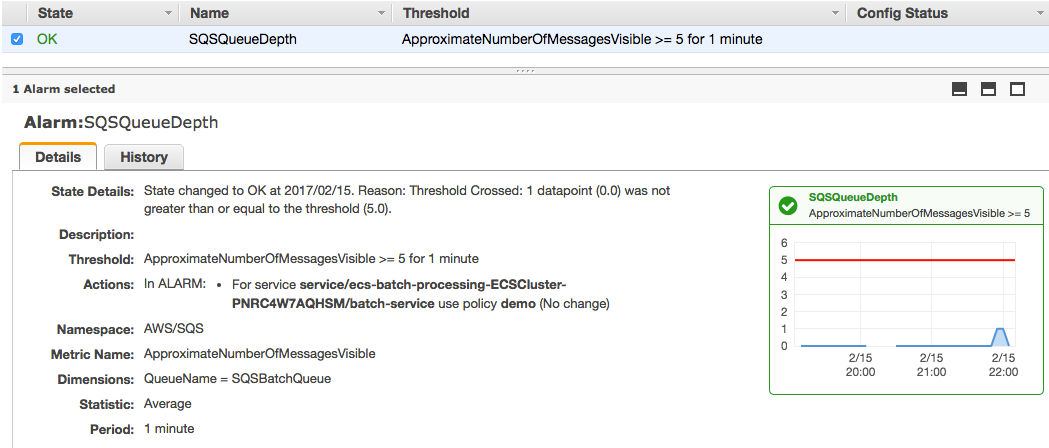 State Name Threshold Config Status
OK SQSQueueDepth ApproximateNumberOfMessagesVisible >= 5 for 1 minute
1 Alarm selected
Alarm:SQSQueueDepth
Details History
State Details: State changed to OK at 2017/02/15. Reason: Threshold Crossed: 1 datapoint (0.0) was not
greater than or equal to the threshold (5.0).
Description:
Threshold: ApproximateNumberOfMessagesVisible >= 5 for 1 minute
Actions: In ALARM: • For service service/ecs-batch-processing-ECSCluster-
PNRC4W7AQHSM/batch-service use policy demo (No change)
Namespace: AWS/SQS
Metric Name: ApproximateNumberOfMessagesVisible
Dimensions: QueueName = SQSBatchQueue
Statistic: Average
Period: 1 minute
SQSQueueDepth
ApproximateNumberOfMessagesVisible >= 5
6
5
4
3
2
1
0
2/15 2/15 2/15
20:00 21:00 22:00